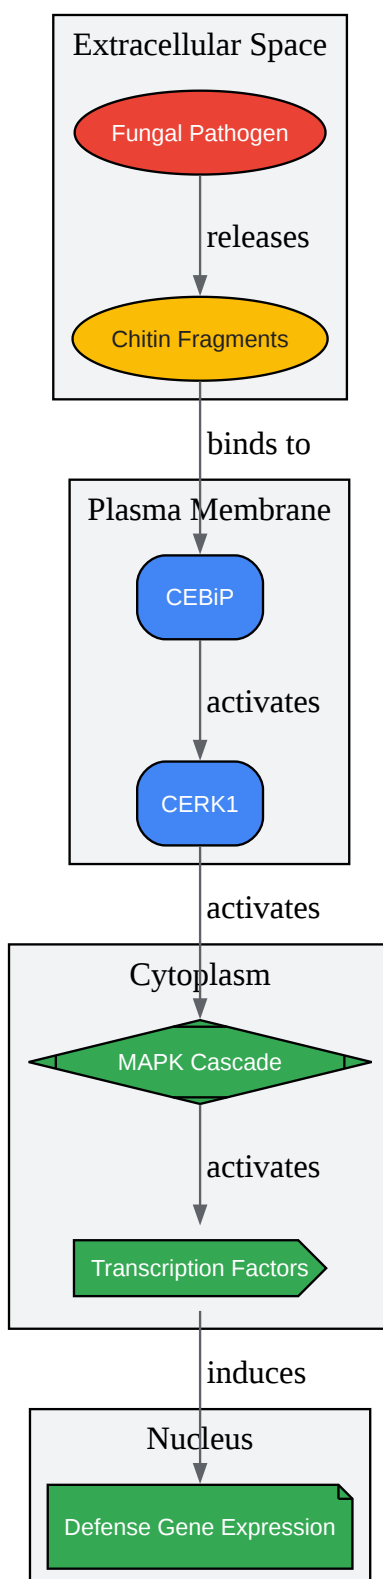 Extracellular Space
Fungal Pathogen
releases
Chitin Fragments
binds to
Plasma Membrane
CEBiP
activates
CERK1
activates
Cytoplasm
MAPK Cascade
activates
Transcription Factors
induces
Nucleus
Defense Gene Expression